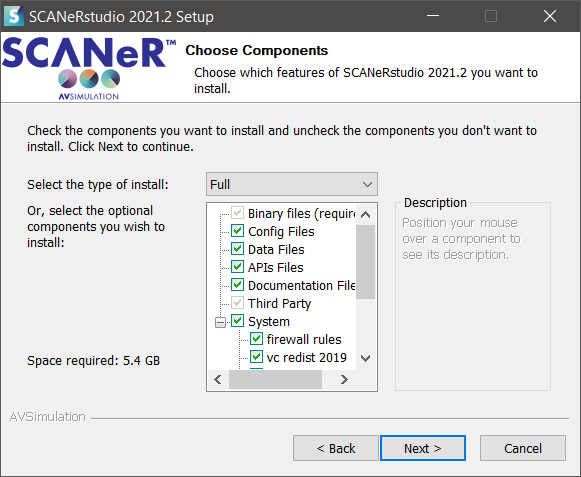 SCANeRstudio 2021.2 Setup
SCANeR™
AVSIMULATION
Choose Components
Choose which features of SCANeRstudio 2021.2 you want to
install.
Check the components you want to install and uncheck the components you don't want to
install. Click Next to continue.
Select the type of install:
Full
Or, select the optional
components you wish to
install:
Binary files (require
Config Files
Data Files
APIs Files
Documentation File
Third Party
System
firewall rules
vc redist 2019
Description
Position your mouse
over a component to
see its description.
Space required: 5.4 GB
AVSimulation
< Back
Next >
Cancel